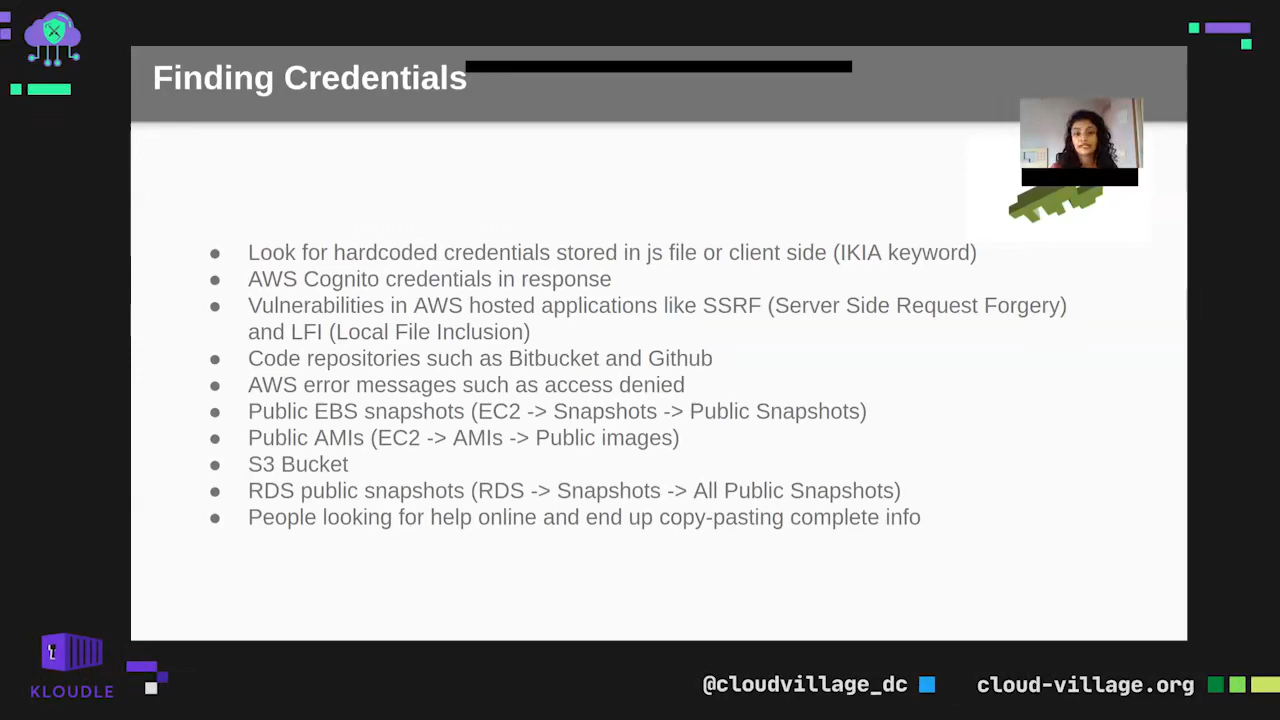 Finding Credentials
● Look for hardcoded credentials stored in js file or client side (IKIA keyword)
● AWS Cognito credentials in response
● Vulnerabilities in AWS hosted applications like SSRF (Server Side Request Forgery)
and LFI (Local File Inclusion)
● Code repositories such as Bitbucket and Github
● AWS error messages such as access denied
● Public EBS snapshots (EC2 -> Snapshots -> Public Snapshots)
● Public AMIs (EC2 -> AMIs -> Public images)
● S3 Bucket
● RDS public snapshots (RDS -> Snapshots -> All Public Snapshots)
● People looking for help online and end up copy-pasting complete info
KLOUDLE
@cloudvillage_dc
cloud-village.org